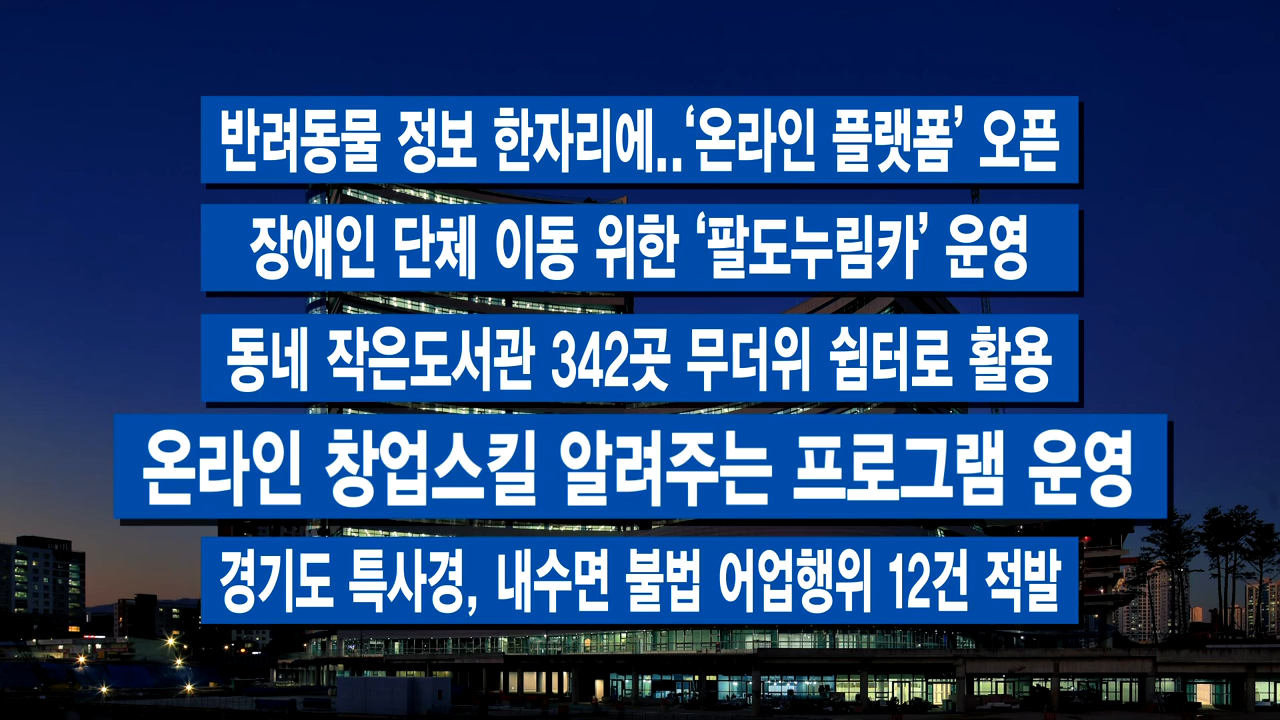 반려동물 정보 한자리에..‘온라인 플랫폼’ 오픈
장애인 단체 이동 위한 ‘팔도누림카’ 운영
동네 작은도서관 342곳 무더위 쉼터로 활용
온라인 창업스킬 알려주는 프로그램 운영
경기도 특사경, 내수면 불법 어업행위 12건 적발